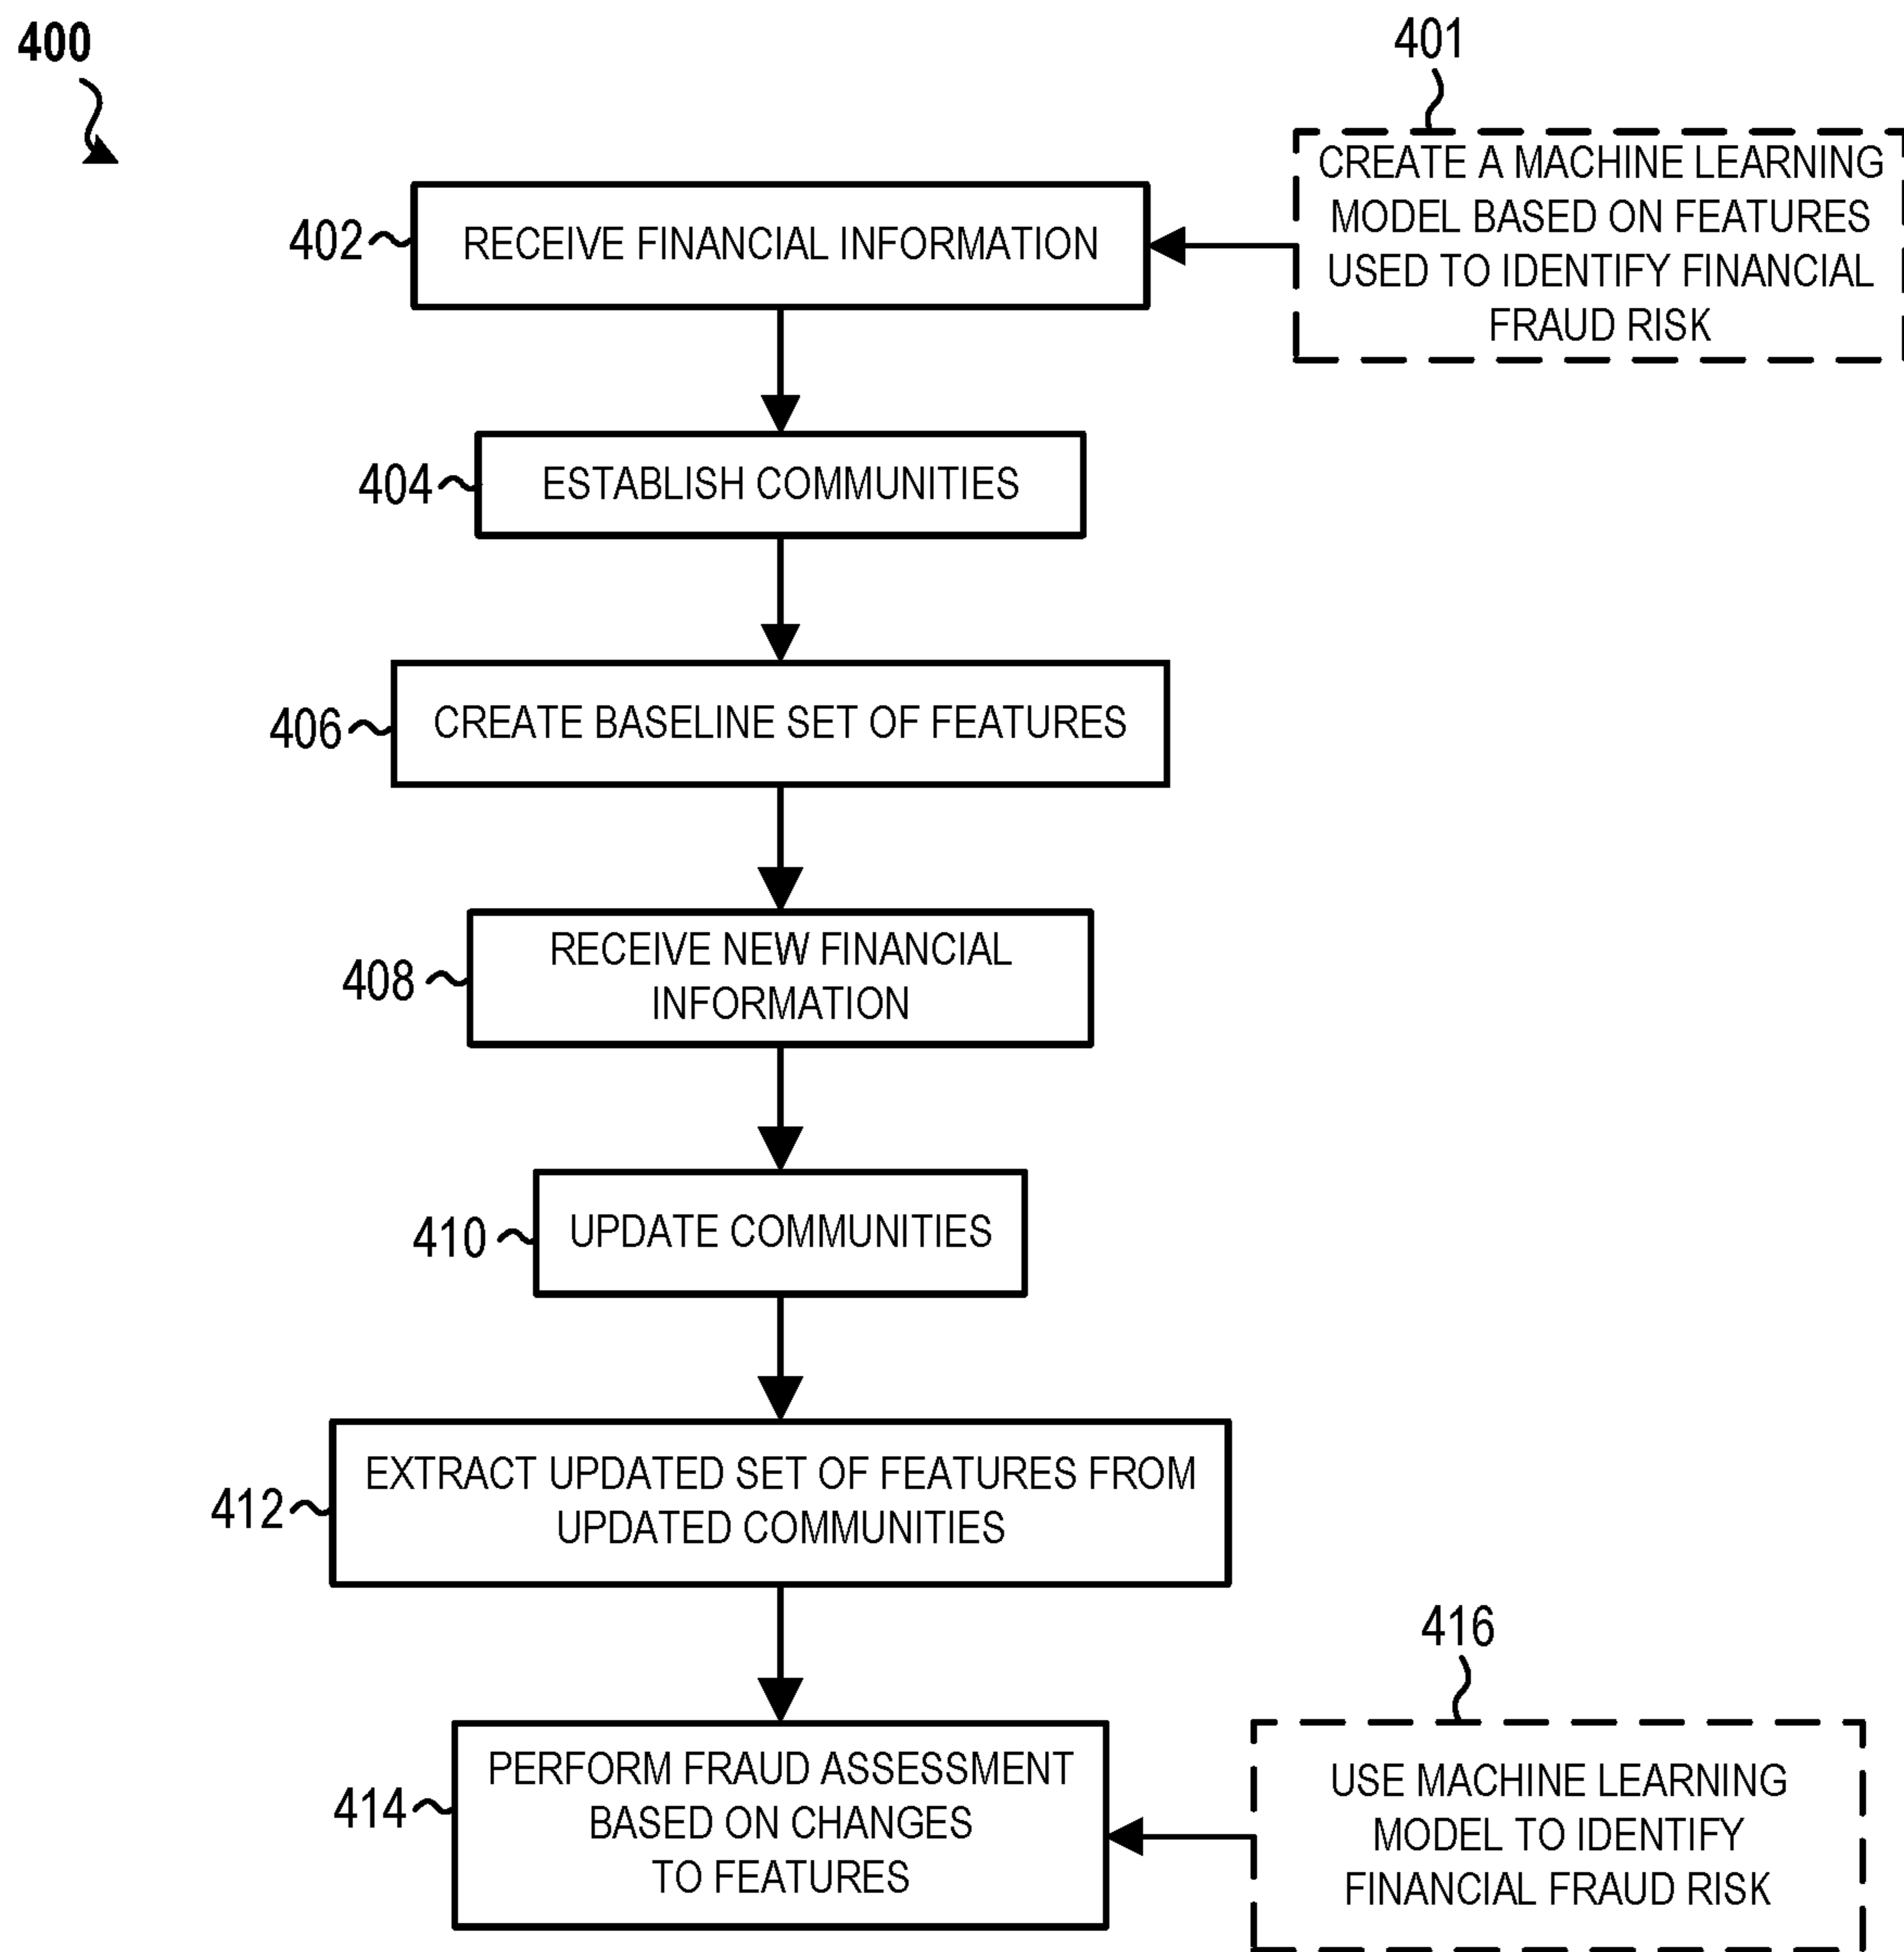 400
401
CREATE A MACHINE LEARNING
MODEL BASED ON FEATURES
USED TO IDENTIFY FINANCIAL
FRAUD RISK
402
RECEIVE FINANCIAL INFORMATION
404
ESTABLISH COMMUNITIES
406
CREATE BASELINE SET OF FEATURES
408
RECEIVE NEW FINANCIAL
INFORMATION
410
UPDATE COMMUNITIES
412
EXTRACT UPDATED SET OF FEATURES FROM
UPDATED COMMUNITIES
414
PERFORM FRAUD ASSESSMENT
BASED ON CHANGES
TO FEATURES
416
USE MACHINE LEARNING
MODEL TO IDENTIFY
FINANCIAL FRAUD RISK